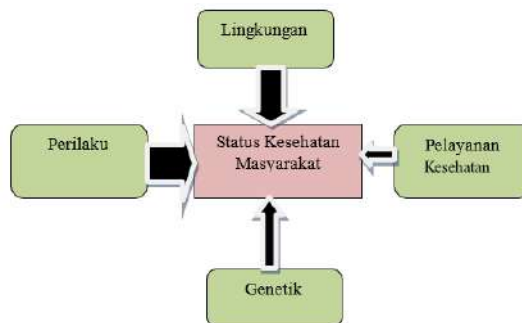 Lingkungan
Perilaku
Status Kesehatan
Masyarakat
Pelayanan
Kesehatan
Genetik